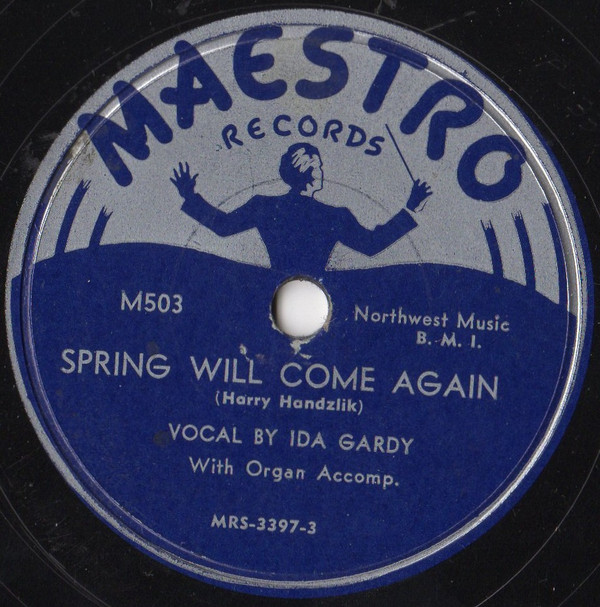 MAESTRO
RECORDS
M503
Northwest Music
B. M. I.
SPRING WILL COME AGAIN
(Harry Handzlik)
VOCAL BY IDA GARDY
With Organ Accomp.
MRS-3397-3